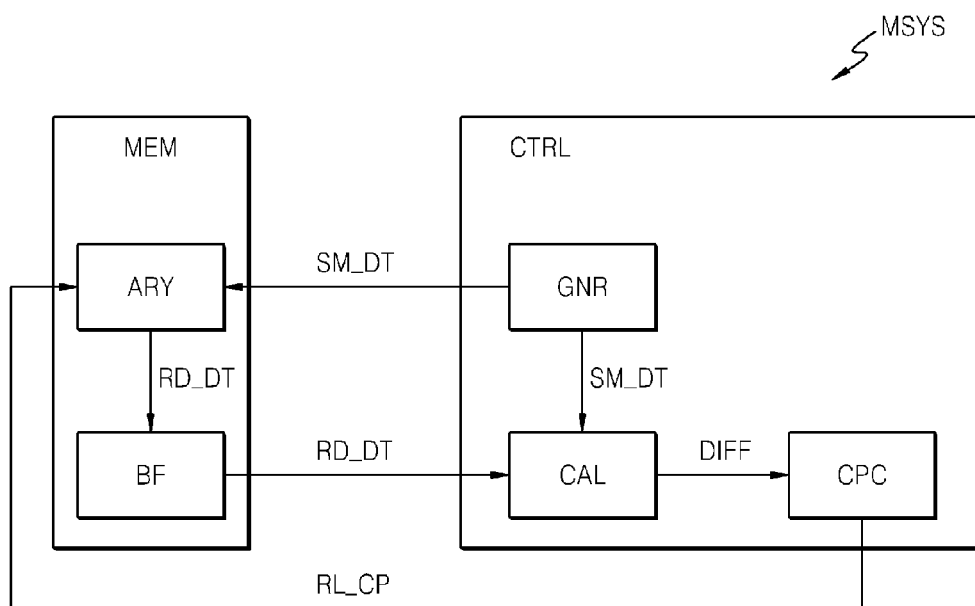 MSYS
MEM
CTRL
ARY
SM_DT
GNR
RD_DT
SM_DT
BF
RD_DT
CAL
DIFF
CPC
RL_CP